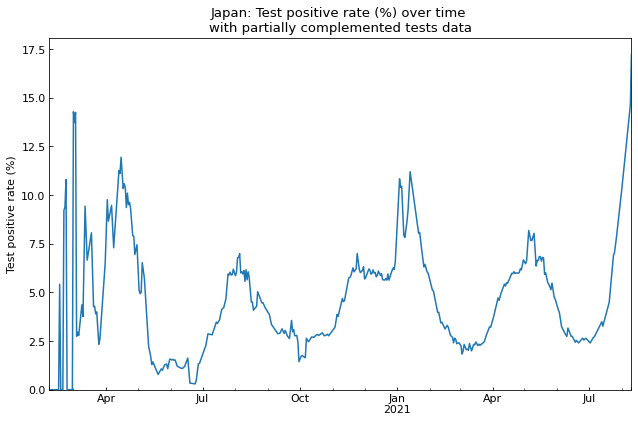 Japan: Test positive rate (%) over time
with partially complemented tests data
Test positive rate (%)
17.5
15.0
12.5
10.0
7.5
5.0
2.5
0.0
Apr Jul Oct Jan Apr Jul
2021